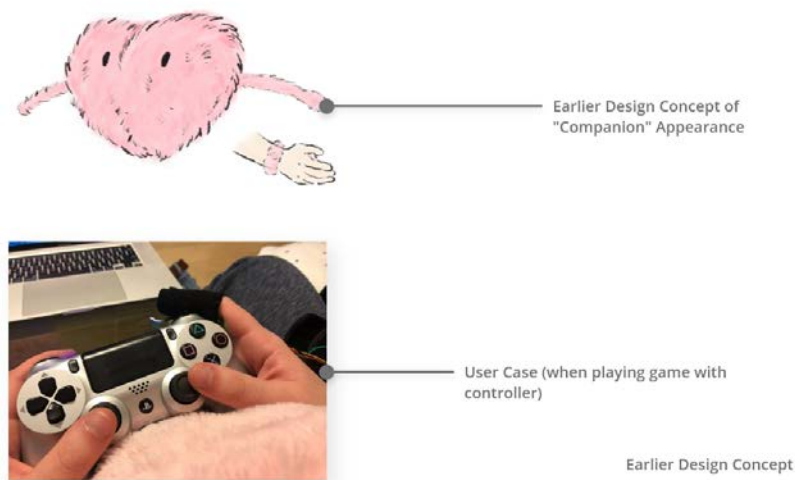 Earlier Design Concept of
"Companion" Appearance
User Case (when playing game with
controller)
Earlier Design Concept